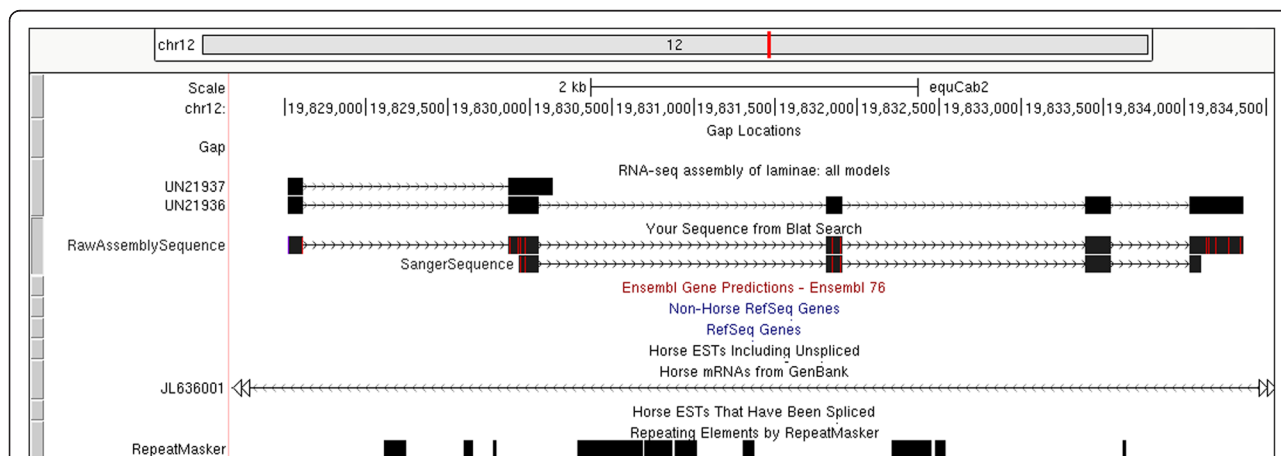 chr12 12
Scale 2 kb equCab2
chr12: 19,829,000 19,829,500 19,830,000 19,830,500 19,831,000 19,831,500 19,832,000 19,832,500 19,833,000 19,833,500 19,834,000 19,834,500
Gap Locations
Gap
RNA-seq assembly of laminae: all models
UN21937
UN21936
Your Sequence from Blat Search
RawAssemblySequence
SangerSequence
Ensembl Gene Predictions - Ensembl 76
Non-Horse RefSeq Genes
RefSeq Genes
Horse ESTs Including Unspliced
Horse mRNAs from GenBank
JL636001
Horse ESTs That Have Been Spliced
Repeating Elements by RepeatMasker
RepeatMasker